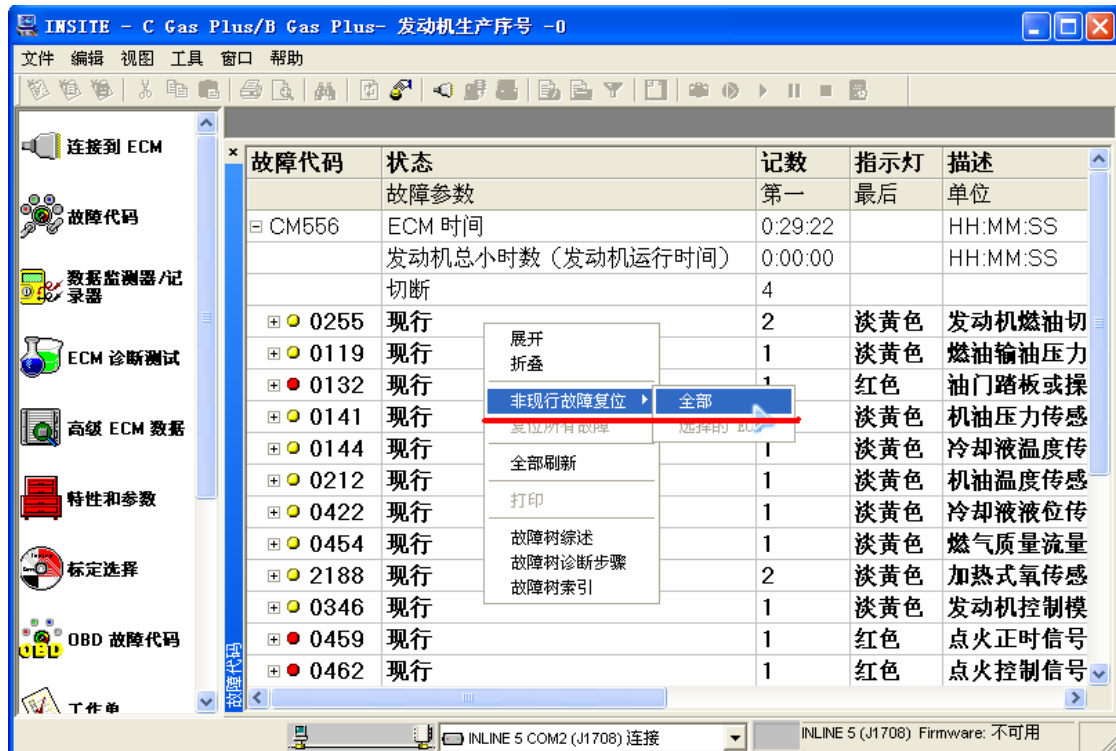 INSITE - C Gas Plus/B Gas Plus- 发动机生产序号 -0
文件 编辑 视图 工具 窗口 帮助
连接到 ECM
故障代码
数据监测器/记
录器
ECM 诊断测试
高级 ECM 数据
特性和参数
标定选择
OBD 故障代码
工作单
故障代码
故障代码 状态 记数 指示灯 描述
故障参数 第一 最后 单位
CM556 ECM 时间 0:29:22 HH:MM:SS
发动机总小时数（发动机运行时间） 0:00:00 HH:MM:SS
切断 4
0255 现行 2 淡黄色 发动机燃油切
0119 现行 1 淡黄色 燃油输油压力
0132 现行 1 红色 油门踏板或操
0141 现行 淡黄色 机油压力传感
0144 现行 1 淡黄色 冷却液温度传
0212 现行 1 淡黄色 机油温度传感
0422 现行 1 淡黄色 冷却液液位传
0454 现行 1 淡黄色 燃气质量流量
2188 现行 2 淡黄色 加热式氧传感
0346 现行 1 淡黄色 发动机控制模
0459 现行 1 红色 点火正时信号
0462 现行 1 红色 点火控制信号
展开
折叠
非现行故障复位 全部
复位所有故障 选择的 EC
全部刷新
打印
故障树综述
故障树诊断步骤
故障树索引
INLINE 5 COM2 (J1708) 连接 INLINE 5 (J1708) Firmware: 不可用